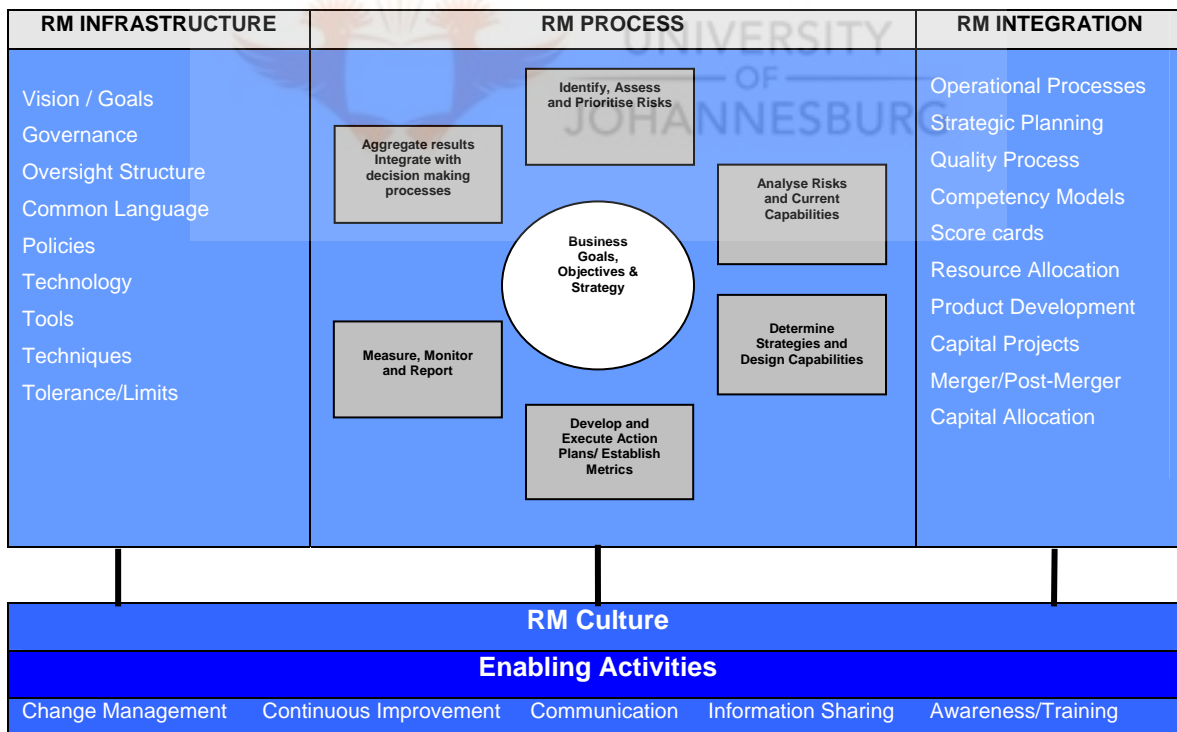 RM INFRASTRUCTURE
RM PROCESS
RM INTEGRATION
UNIVERSITY
OF
JOHANNESBURG
Vision / Goals
Governance
Oversight Structure
Common Language
Policies
Technology
Tools
Techniques
Tolerance/Limits
Identify, Assess
and Prioritise Risks
Analyse Risks
and Current
Capabilities
Determine
Strategies and
Design Capabilities
Develop and
Execute Action
Plans/ Establish
Metrics
Measure, Monitor
and Report
Aggregate results
Integrate with
decision making
processes
Business
Goals,
Objectives &
Strategy
Operational Processes
Strategic Planning
Quality Process
Competency Models
Score cards
Resource Allocation
Product Development
Capital Projects
Merger/Post-Merger
Capital Allocation
RM Culture
Enabling Activities
Change Management Continuous Improvement Communication Information Sharing Awareness/Training